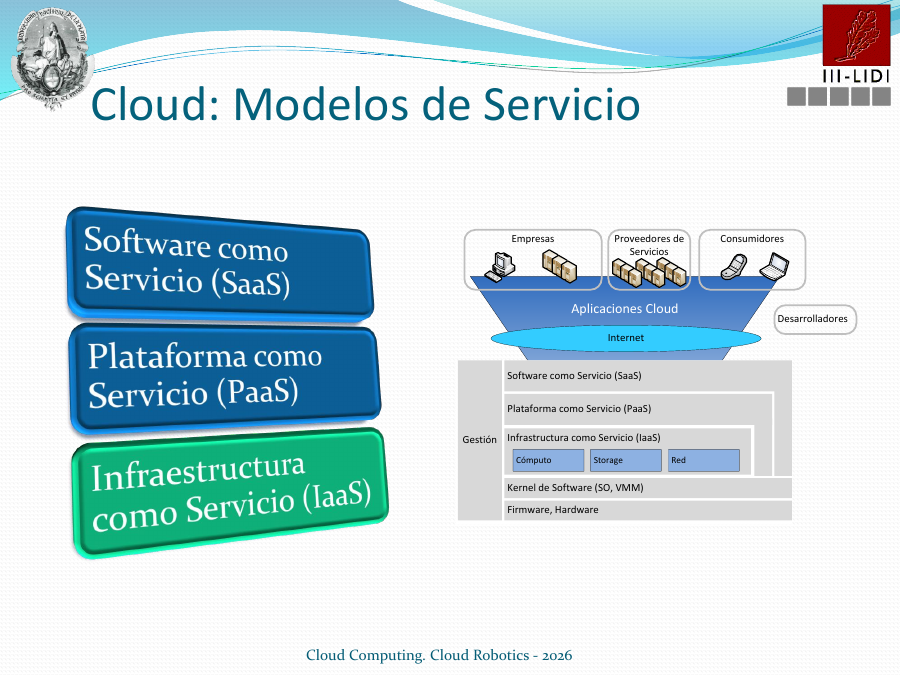 III-LIDI
Cloud: Modelos de Servicio
Software como
Servicio (SaaS)
Plataforma como
Servicio (PaaS)
Infraestructura
como Servicio (IaaS)
Empresas
Proveedores de
Servicios
Consumidores
Aplicaciones Cloud
Desarrolladores
Internet
Gestión
Software como Servicio (SaaS)
Plataforma como Servicio (PaaS)
Infrastructura como Servicio (IaaS)
Cómputo
Storage
Red
Kernel de Software (SO, VMM)
Firmware, Hardware
Cloud Computing. Cloud Robotics - 2026